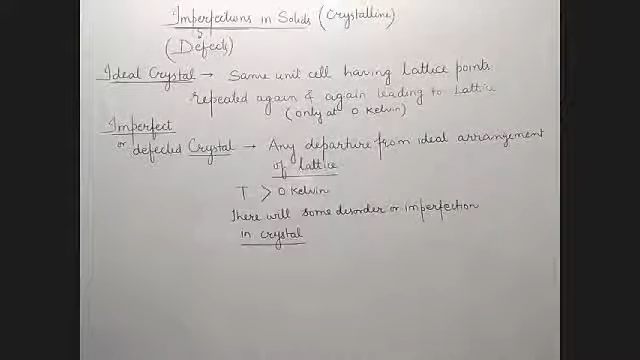 Imperfections in Solids (Crystalline)
(Defects)
Ideal Crystal → Same unit cell having Lattice points
repeated again & again leading to Lattice
(only at 0 Kelvin)
Imperfect
or defected Crystal → Any departure from ideal arrangement
of lattice
T > 0 Kelvin
There will some disorder or imperfection
in crystal